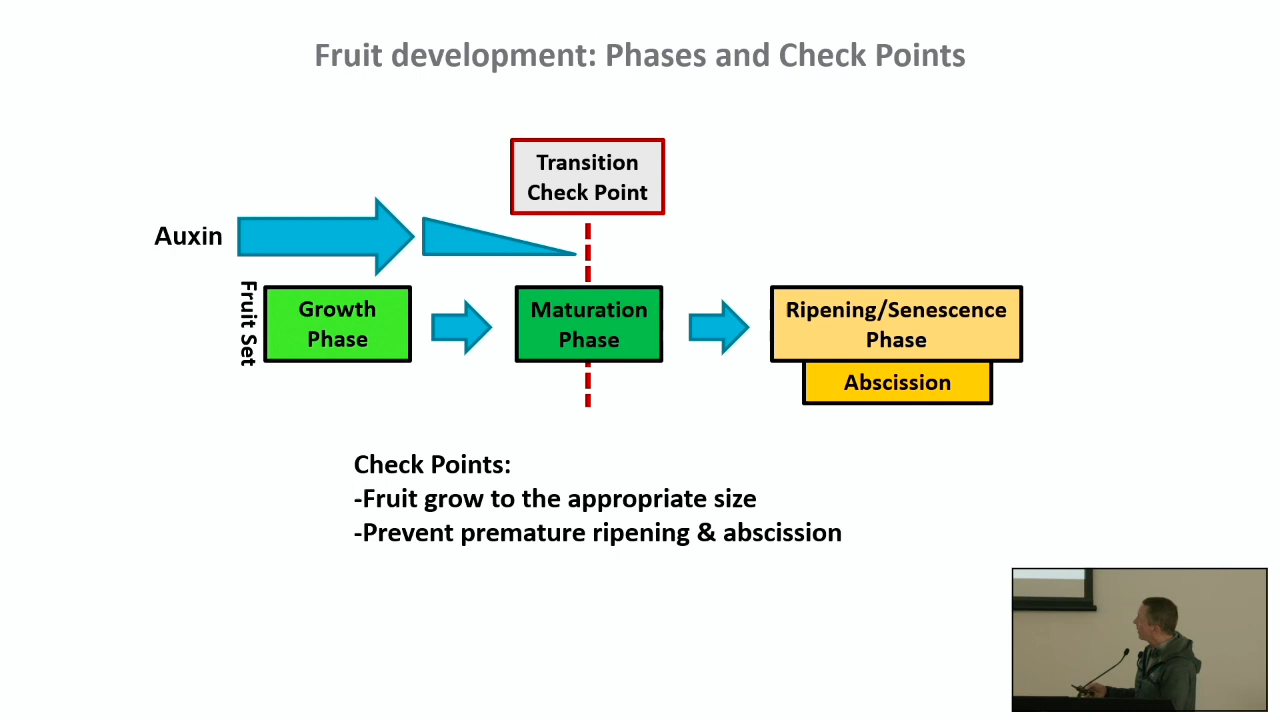 Fruit development: Phases and Check Points
Transition
Check Point
Auxin
Fruit Set
Growth
Phase
Maturation
Phase
Ripening/Senescence
Phase
Abscission
Check Points:
-Fruit grow to the appropriate size
-Prevent premature ripening & abscission